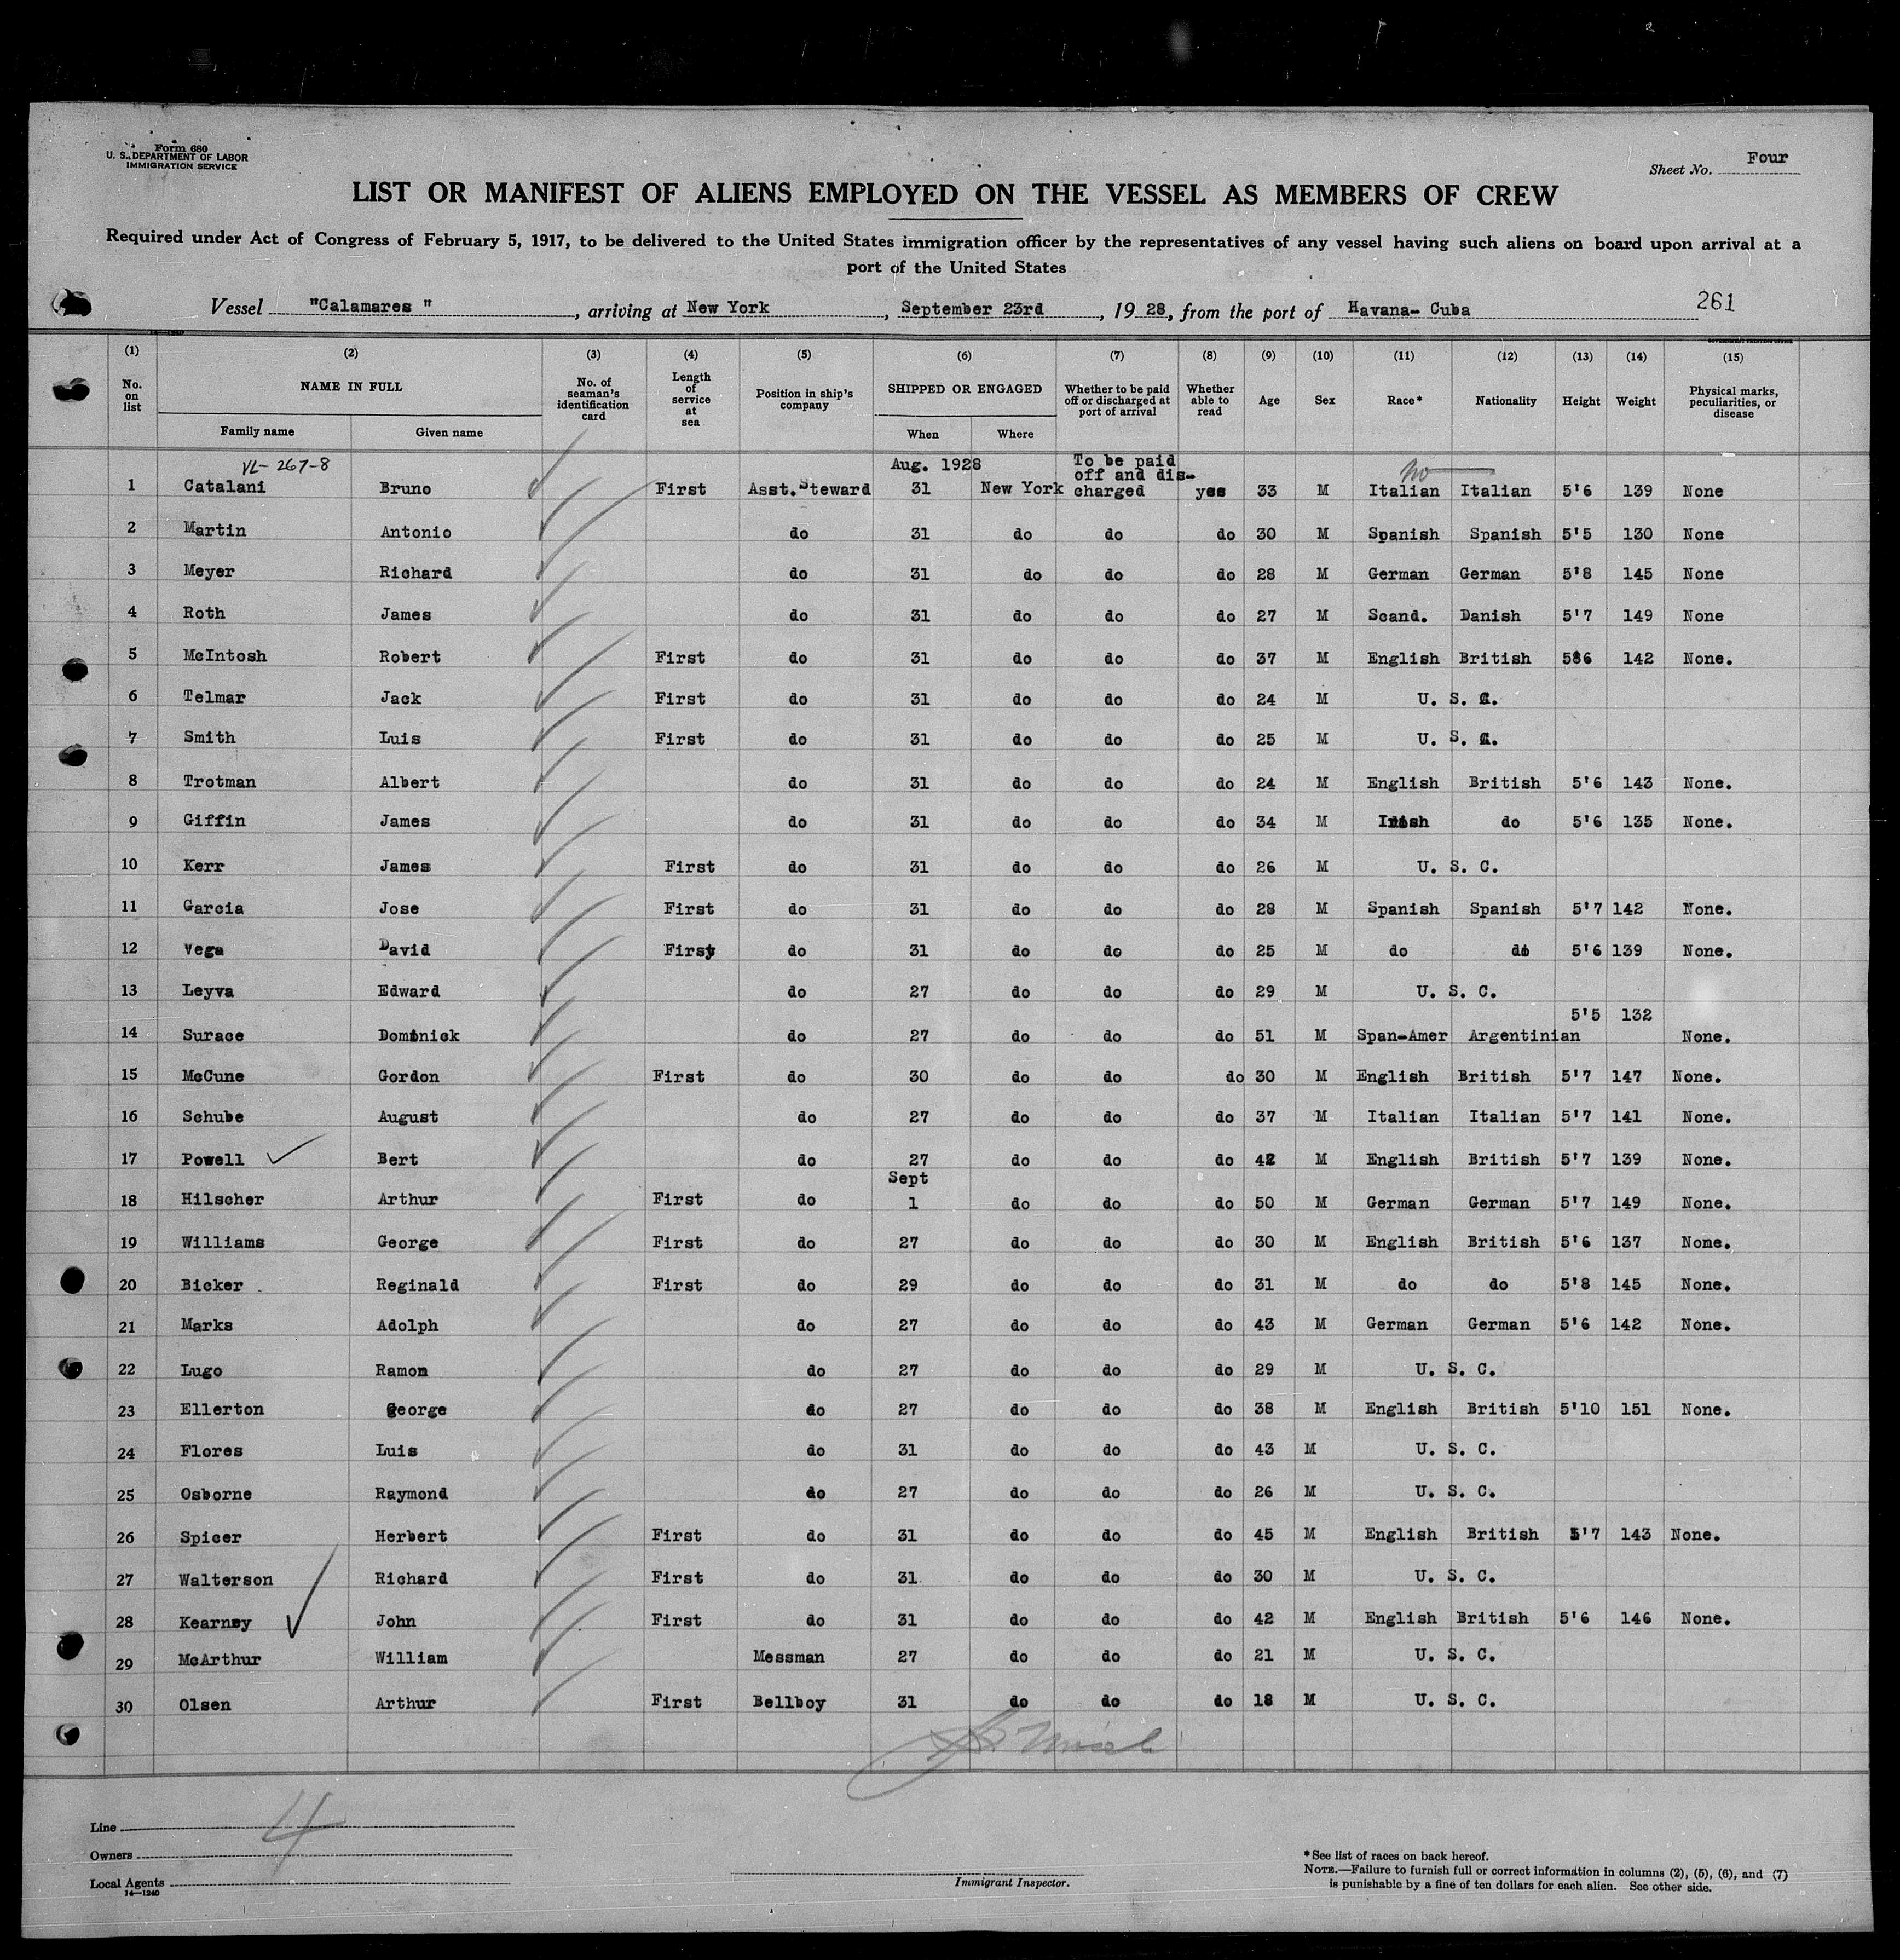 Form 680
U. S. DEPARTMENT OF LABOR
IMMIGRATION SERVICE
Sheet No. Four
LIST OR MANIFEST OF ALIENS EMPLOYED ON THE VESSEL AS MEMBERS OF CREW
Required under Act of Congress of February 5, 1917, to be delivered to the United States immigration officer by the representatives of any vessel having such aliens on board upon arrival at a
port of the United States
Vessel "Calamares ", arriving at New York, September 23rd, 1928, from the port of Havana- Cuba 261
(1) (2) (3) (4) (5) (6) (7) (8) (9) (10) (11) (12) (13) (14) (15)
No. on list NAME IN FULL Family name Given name No. of seaman's identification card Length of service at sea Position in ship's company SHIPPED OR ENGAGED When Where Whether to be paid off or discharged at port of arrival Whether able to read Age Sex Race* Nationality Height Weight Physical marks, peculiarities, or disease
VL- 267-8 Aug. 1928 To be paid off and dis- no
1 Catalani Bruno First Asst.Steward 31 New York charged yes 33 M Italian Italian 5'6 139 None
2 Martin Antonio do 31 do do do 30 M Spanish Spanish 5'5 130 None
3 Meyer Richard do 31 do do do 28 M German German 5'8 145 None
4 Roth James do 31 do do do 27 M Scand. Danish 5'7 149 None
5 McIntosh Robert First do 31 do do do 37 M English British 586 142 None.
6 Telmar Jack First do 31 do do do 24 M U. S. C.
7 Smith Luis First do 31 do do do 25 M U. S. C.
8 Trotman Albert do 31 do do do 24 M English British 5'6 143 None.
9 Giffin James do 31 do do do 34 M Irish do 5'6 135 None.
10 Kerr James First do 31 do do do 26 M U. S. C.
11 Garcia Jose First do 31 do do do 28 M Spanish Spanish 5'7 142 None.
12 Vega David Firsy do 31 do do do 25 M do do 5'6 139 None.
13 Leyva Edward do 27 do do do 29 M U. S. C.
14 Surace Dominick do 27 do do do 51 M Span-Amer Argentinian 5'5 132 None.
15 McCune Gordon First do 30 do do do 30 M English British 5'7 147 None.
16 Schube August do 27 do do do 37 M Italian Italian 5'7 141 None.
17 Powell Bert do 27 do do do 42 M English British 5'7 139 None.
Sept
18 Hilscher Arthur First do 1 do do do 50 M German German 5'7 149 None.
19 Williams George First do 27 do do do 30 M English British 5'6 137 None.
20 Bicker Reginald First do 29 do do do 31 M do do 5'8 145 None.
21 Marks Adolph do 27 do do do 43 M German German 5'6 142 None.
22 Lugo Ramon do 27 do do do 29 M U. S. C.
23 Ellerton George do 27 do do do 38 M English British 5'10 151 None.
24 Flores Luis do 31 do do do 43 M U. S. C.
25 Osborne Raymond do 27 do do do 26 M U. S. C.
26 Spicer Herbert First do 31 do do do 45 M English British 5'7 143 None.
27 Walterson Richard First do 31 do do do 30 M U. S. C.
28 Kearney John First do 31 do do do 42 M English British 5'6 146 None.
29 McArthur William Messman 27 do do do 21 M U. S. C.
30 Olsen Arthur First Bellboy 31 do do do 18 M U. S. C.
4
Line
Owners
Local Agents
14—1240
Immigrant Inspector.
*See list of races on back hereof.
NOTE.—Failure to furnish full or correct information in columns (2), (5), (6), and (7)
is punishable by a fine of ten dollars for each alien. See other side.